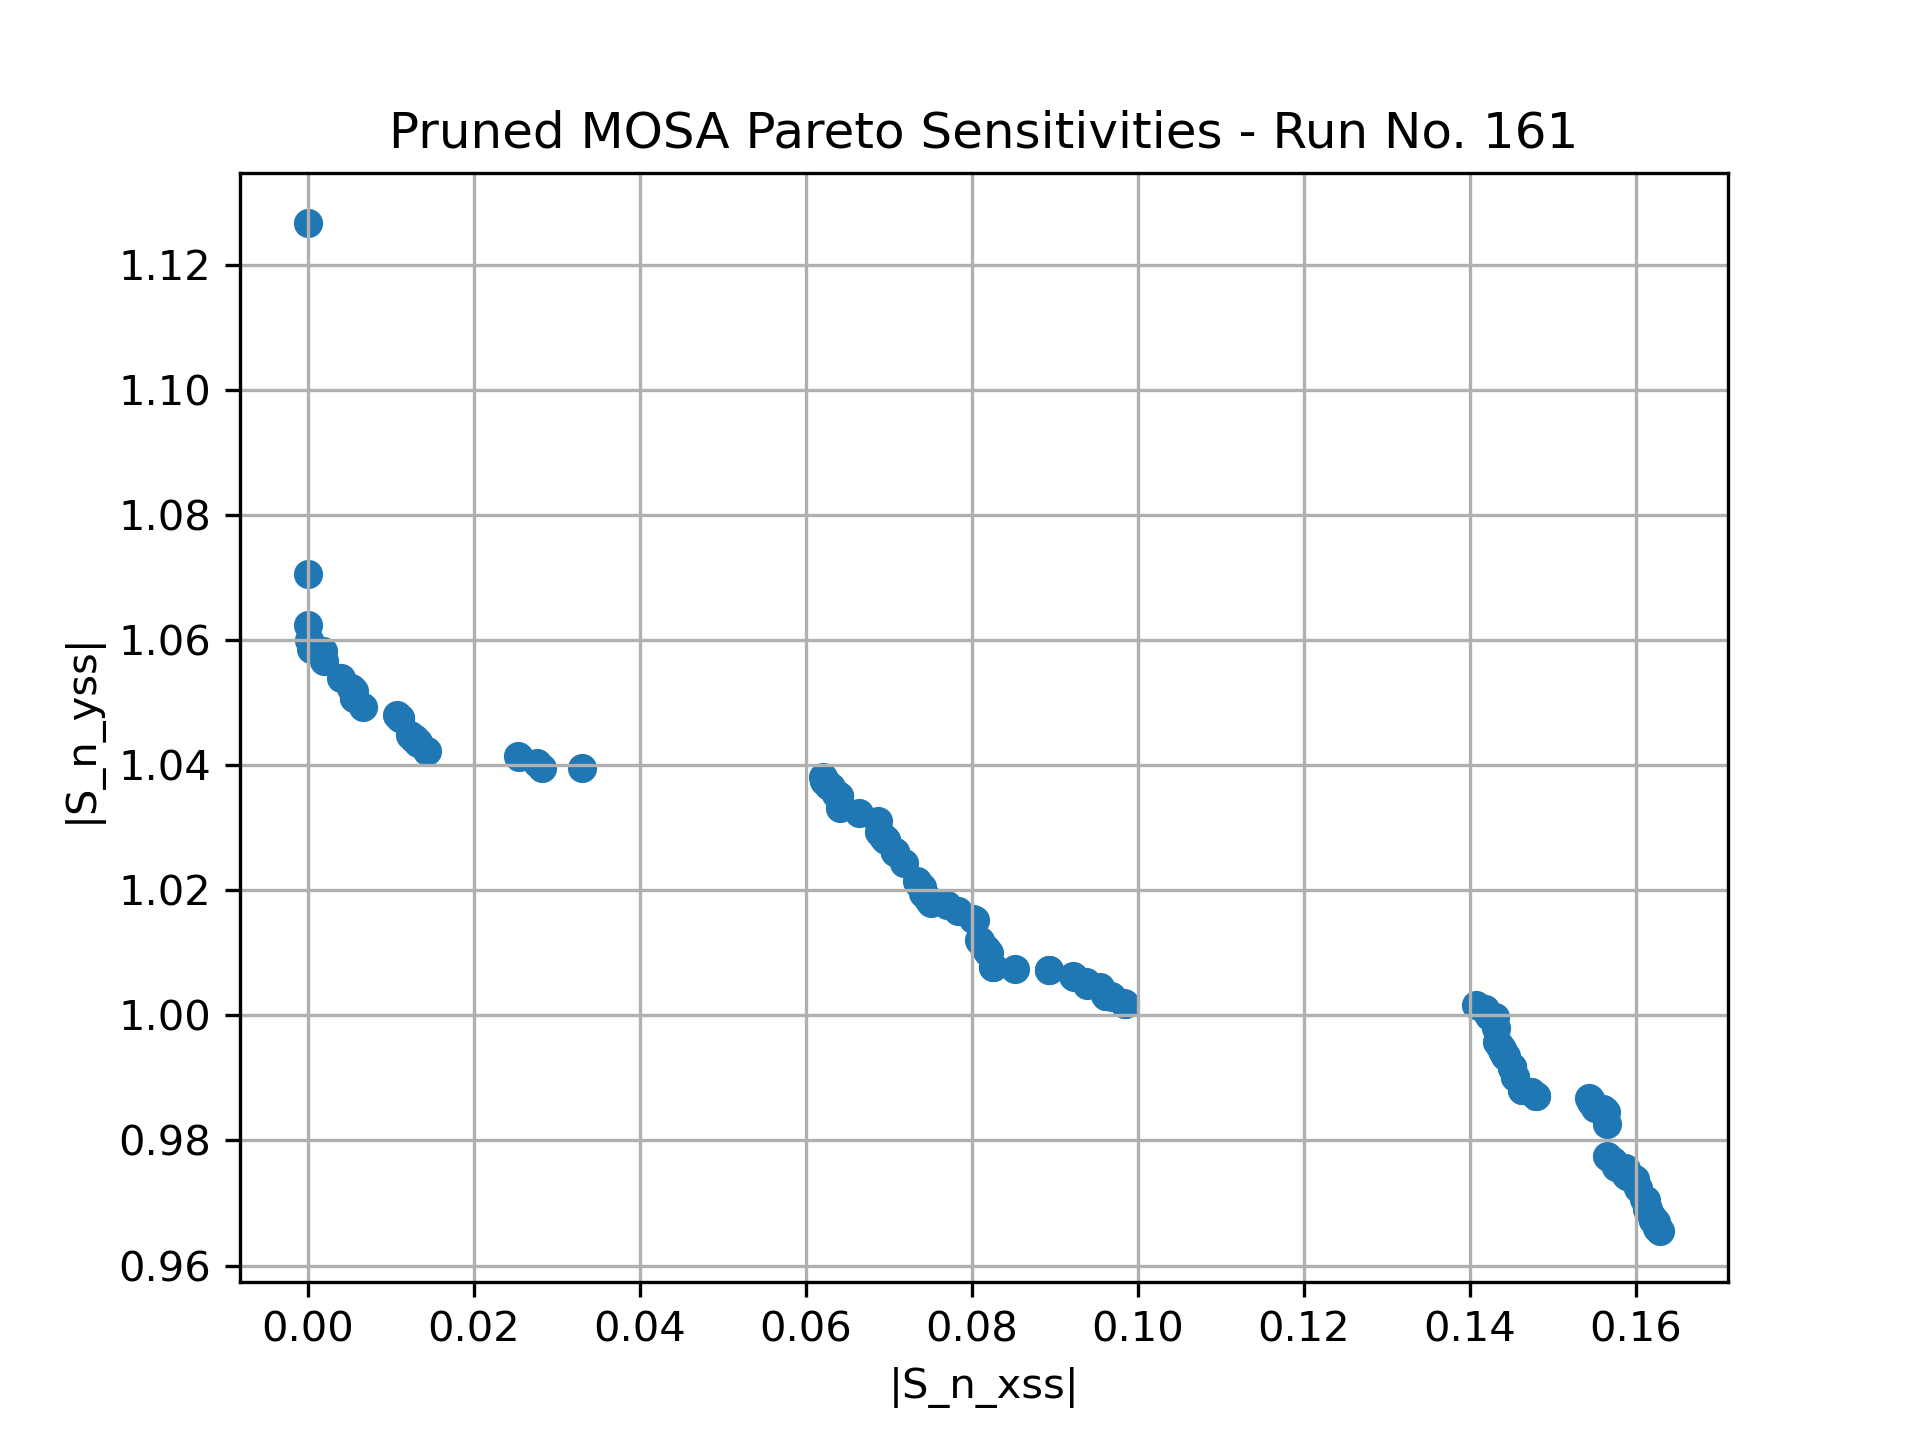 Pruned MOSA Pareto Sensitivities - Run No. 161
|S_n_yss|
1.12
1.10
1.08
1.06
1.04
1.02
1.00
0.98
0.96
0.00 0.02 0.04 0.06 0.08 0.10 0.12 0.14 0.16
|S_n_xss|